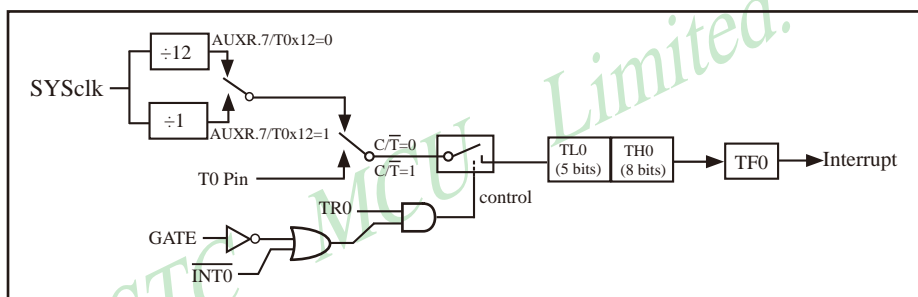 AUXR.7/T0x12=0
÷12
SYSclk
÷1
AUXR.7/T0x12=1
C/T̅=0
C/T̅=1
T0 Pin
TL0
(5 bits)
TH0
(8 bits)
TF0
Interrupt
control
TR0
GATE
I̅N̅T̅0̅
STC MCU Limited.